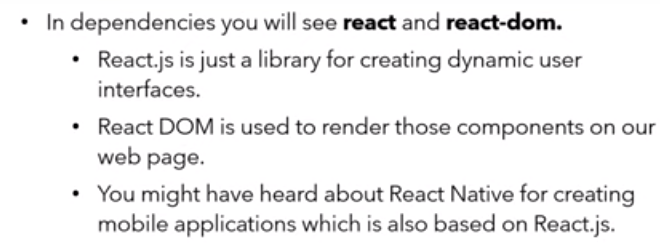 • In dependencies you will see react and react-dom.
• React.js is just a library for creating dynamic user
interfaces.
• React DOM is used to render those components on our
web page.
• You might have heard about React Native for creating
mobile applications which is also based on React.js.